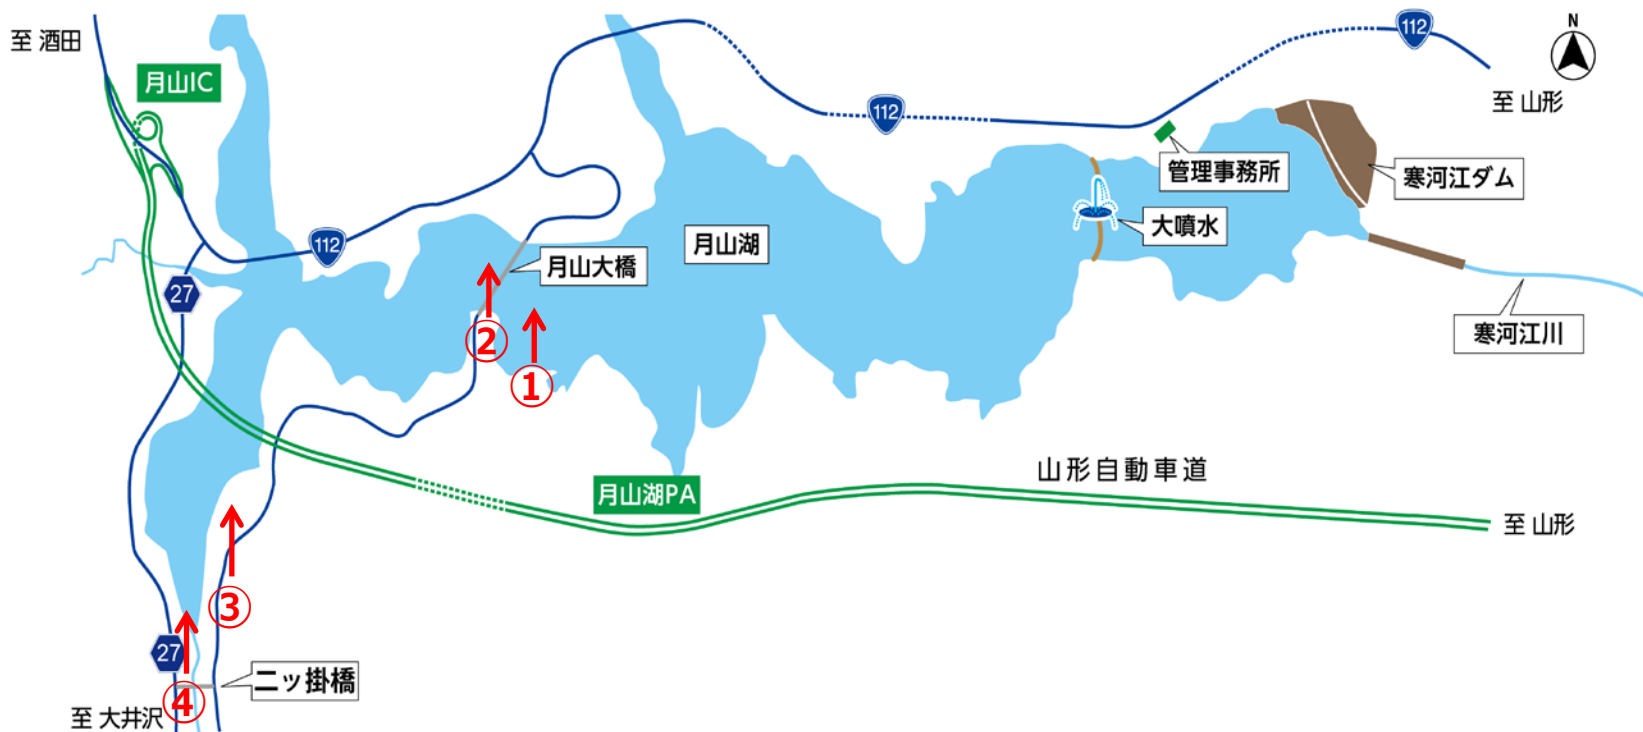 至 酒田
月山IC
112
N
至 山形
112
管理事務所
寒河江ダム
大噴水
月山湖
月山大橋
112
27
寒河江川
②
①
山形自動車道
月山湖PA
至 山形
③
27
二ッ掛橋
④
至 大井沢